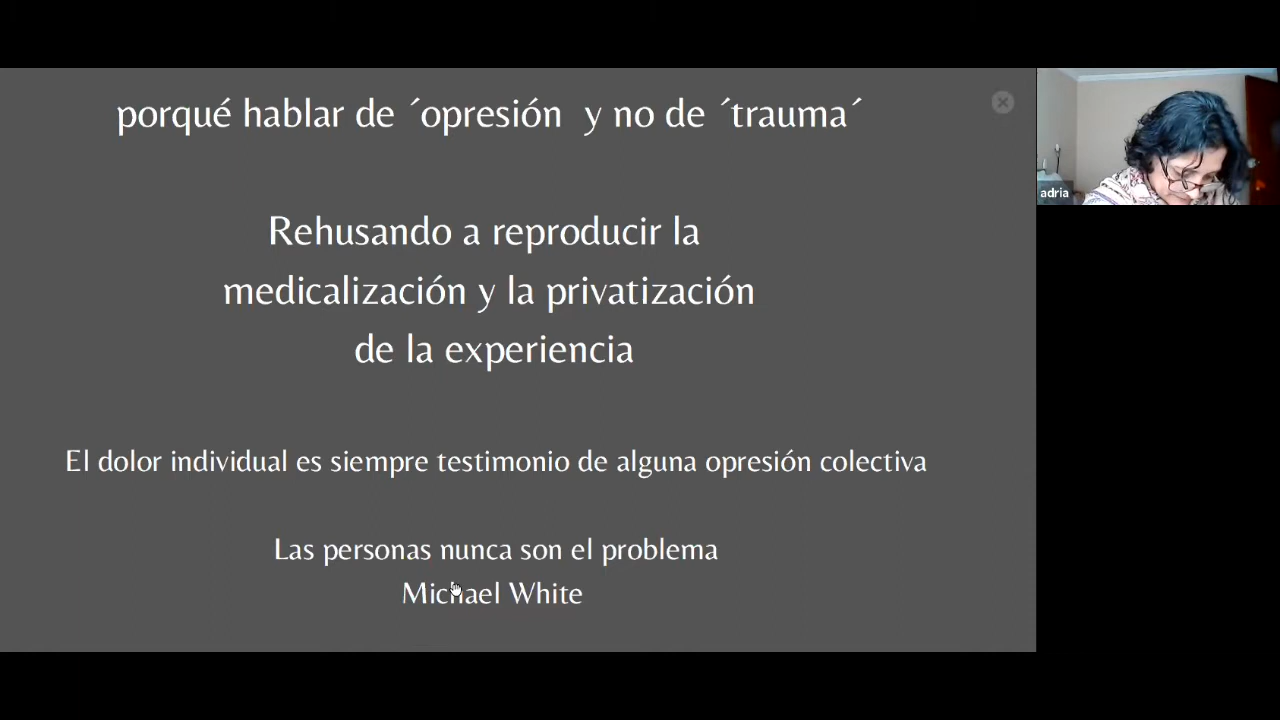 porqué hablar de ´opresión y no de ´trauma´
Rehusando a reproducir la
medicalización y la privatización
de la experiencia
El dolor individual es siempre testimonio de alguna opresión colectiva
Las personas nunca son el problema
Michael White
adria